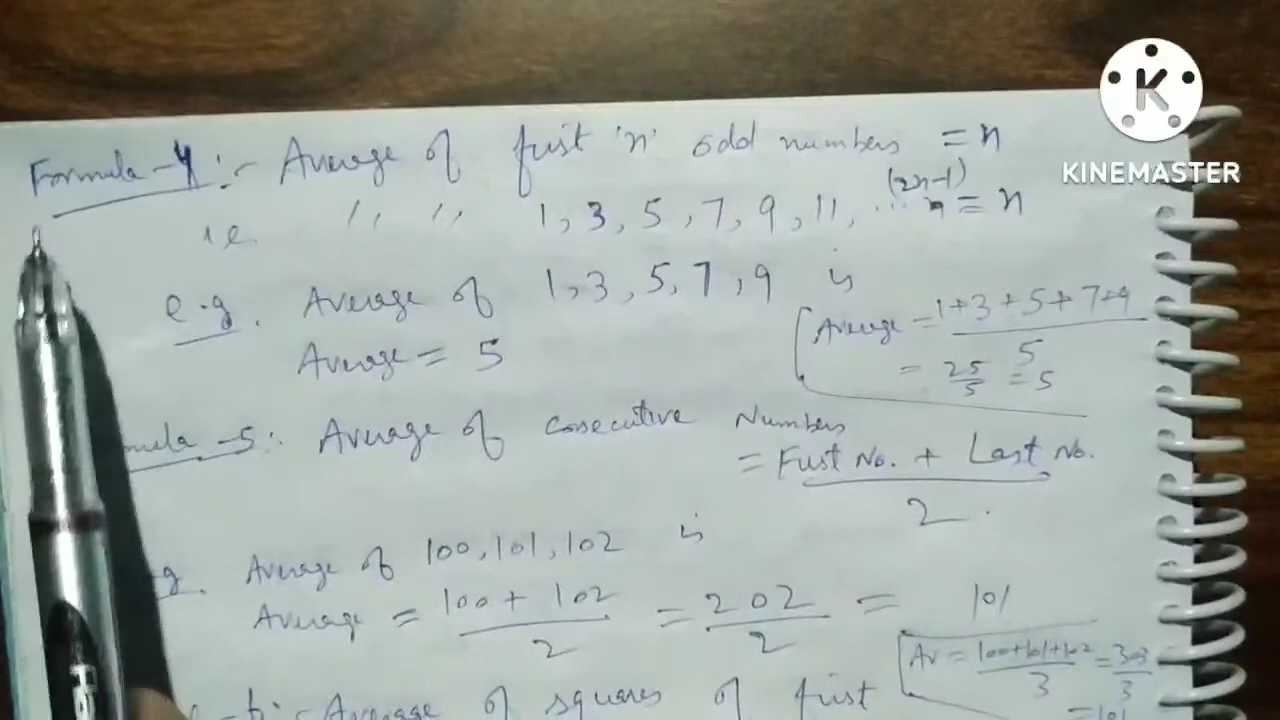 K
KINEMASTER
Formula-4 :- Average of first 'n' odd numbers = n
i.e. " " 1, 3, 5, 7, 9, 11, ... (2n-1) = n
e.g. Average of 1, 3, 5, 7, 9 is
Average = 5
Average = 1+3+5+7+9 / 5
= 25/5 = 5
mula -5:. Average of Consecutive Numbers
= First No. + Last No. / 2 .
g. Average of 100, 101, 102 is
Average = 100 + 102 / 2 = 202 / 2 = 101
Av = 100+101+102 / 3 = 303/3
= 101
Average of squares of first